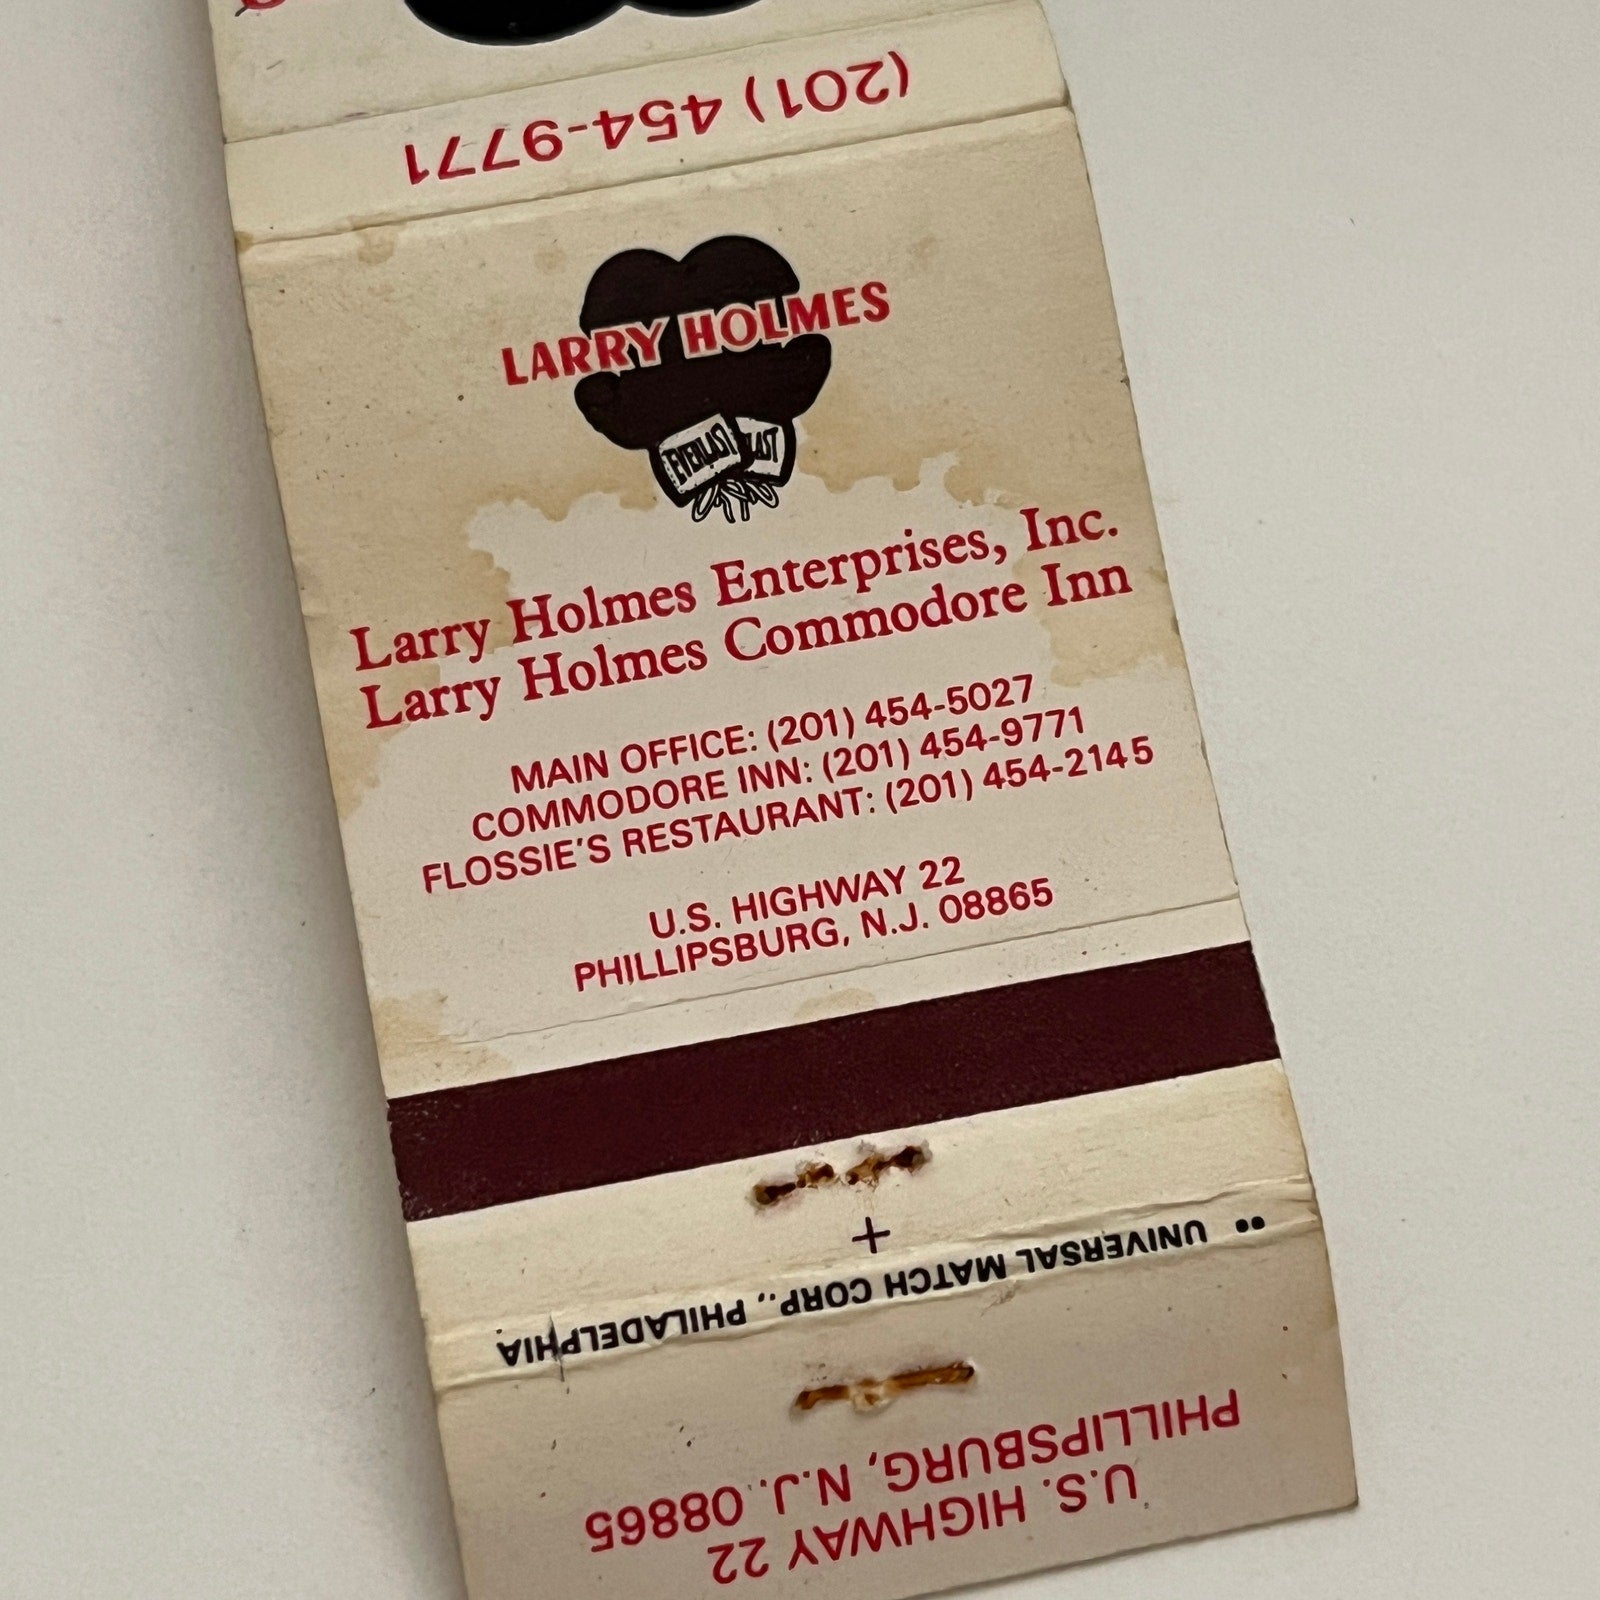 (201) 454-9771
LARRY HOLMES
EVERLAST
LAST
Larry Holmes Enterprises, Inc.
Larry Holmes Commodore Inn
MAIN OFFICE: (201) 454-5027
COMMODORE INN: (201) 454-9771
FLOSSIE'S RESTAURANT: (201) 454-2145
U.S. HIGHWAY 22
PHILLIPSBURG, N.J. 08865
•• UNIVERSAL MATCH CORP., PHILADELPHIA
U.S. HIGHWAY 22
PHILLIPSBURG, N.J. 08865